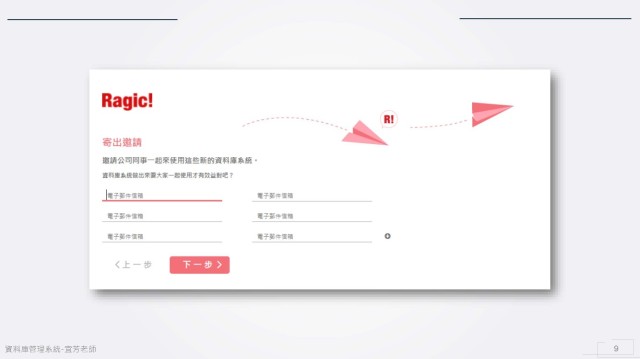 Ragic!
R!
寄出邀請
邀請公司同事一起來使用這些新的資料庫系統。
資料庫系統做出來要大家一起使用才有效益對吧？
電子郵件信箱 電子郵件信箱
電子郵件信箱 電子郵件信箱
電子郵件信箱 電子郵件信箱
上一步 下一步
資料庫管理系統-宜芳老師 9